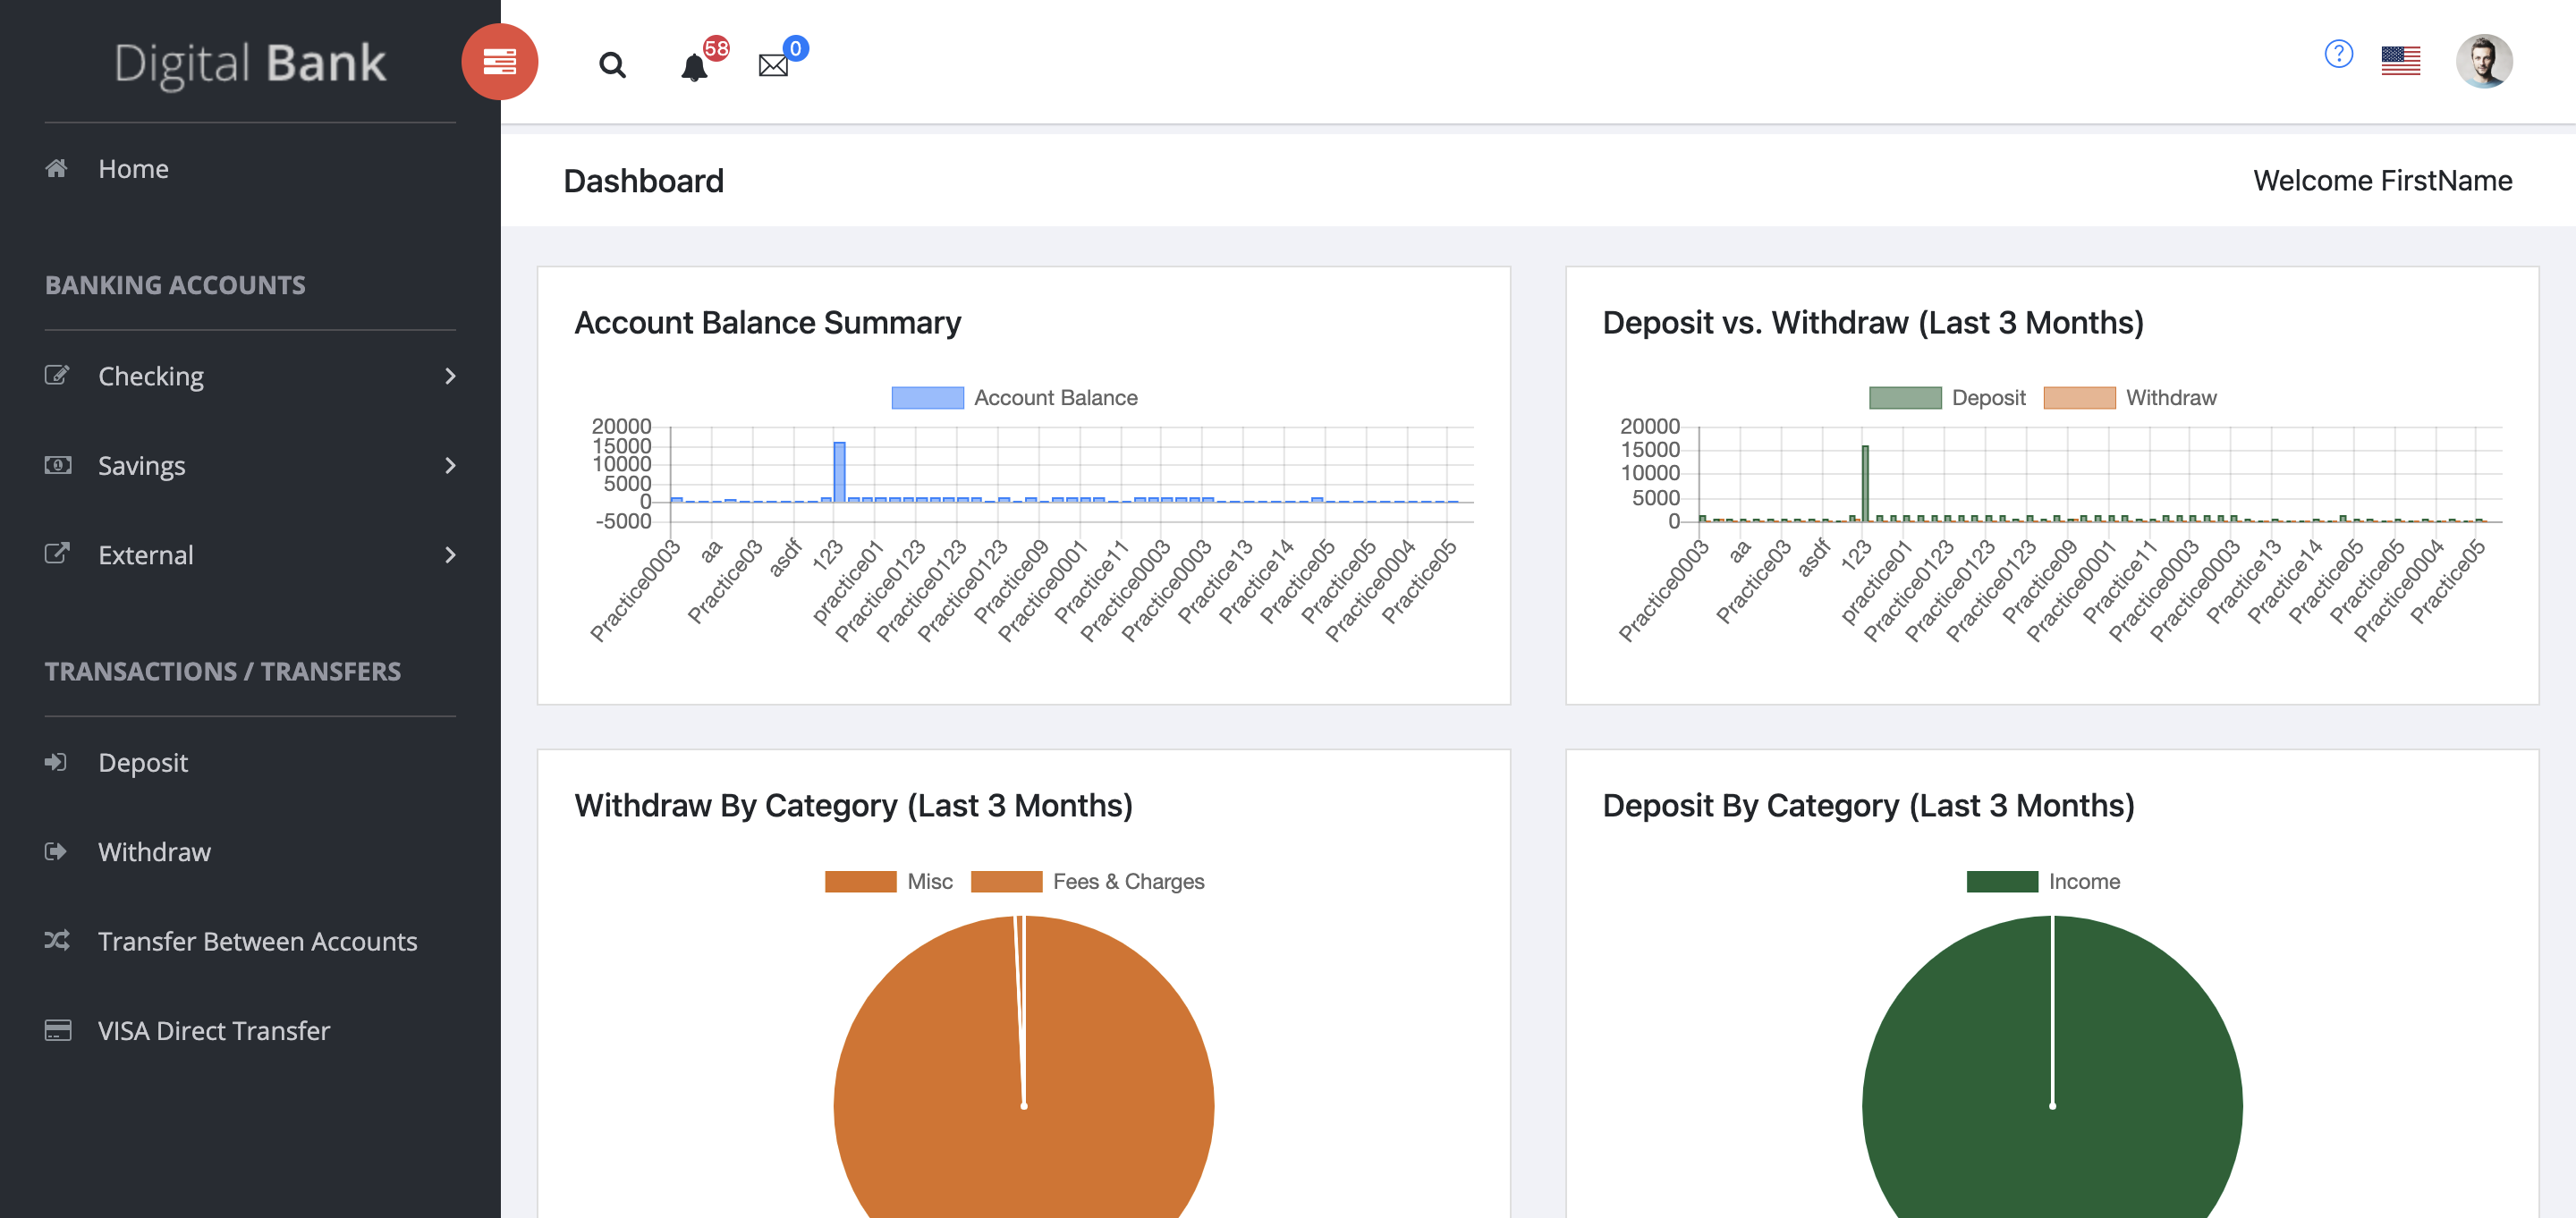 Digital Bank
58
0
?
Home
BANKING ACCOUNTS
Checking
Savings
External
TRANSACTIONS / TRANSFERS
Deposit
Withdraw
Transfer Between Accounts
VISA Direct Transfer
Dashboard
Welcome FirstName
Account Balance Summary
Account Balance
20000
15000
10000
5000
0
-5000
Practice0003
aa
Practice03
asdf
123
practice01
Practice0123
Practice0123
Practice0123
Practice09
Practice0001
Practice11
Practice0003
Practice0003
Practice13
Practice14
Practice05
Practice05
Practice0004
Practice05
Deposit vs. Withdraw (Last 3 Months)
Deposit Withdraw
20000
15000
10000
5000
0
Practice0003
aa
Practice03
asdf
123
practice01
Practice0123
Practice0123
Practice0123
Practice09
Practice0001
Practice11
Practice0003
Practice0003
Practice13
Practice14
Practice05
Practice05
Practice0004
Practice05
Withdraw By Category (Last 3 Months)
Misc Fees & Charges
Deposit By Category (Last 3 Months)
Income